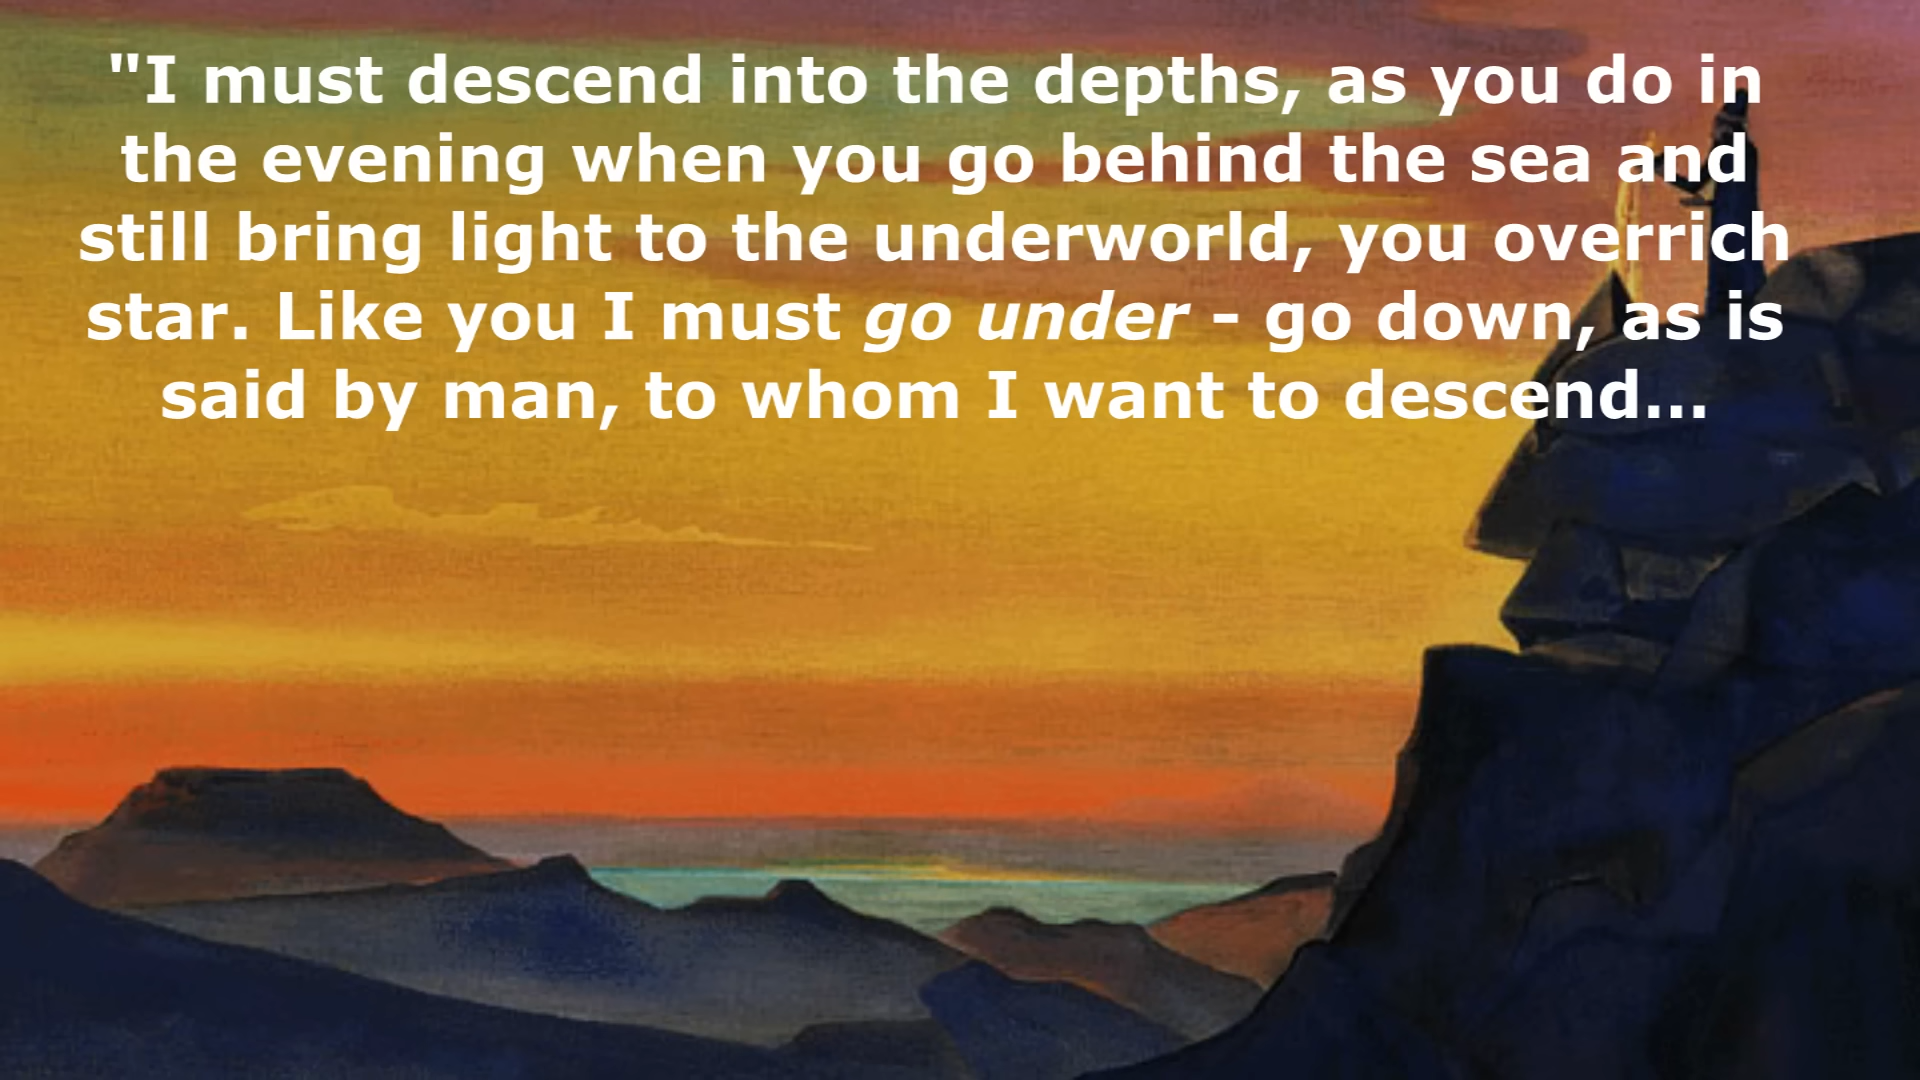 "I must descend into the depths, as you do in
the evening when you go behind the sea and
still bring light to the underworld, you overrich
star. Like you I must go under - go down, as is
said by man, to whom I want to descend...